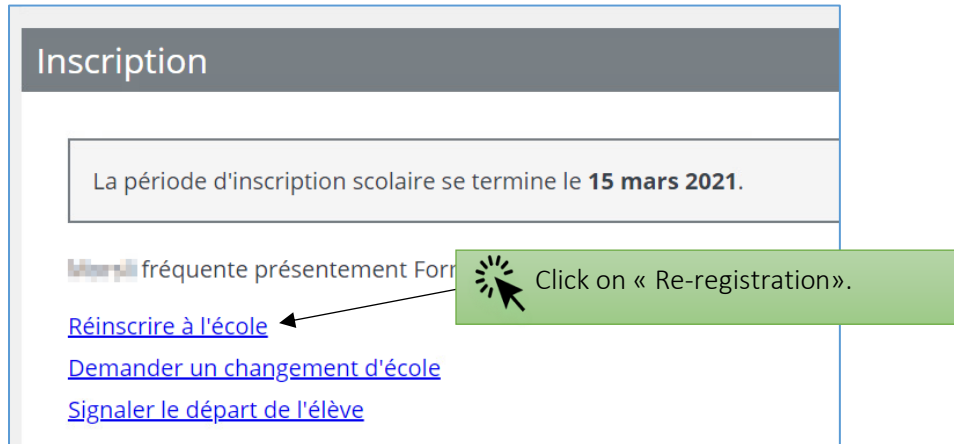 Inscription
La période d'inscription scolaire se termine le 15 mars 2021.
fréquente présentement
Click on « Re-registration».
Réinscrire à l'école
Demander un changement d'école
Signaler le départ de l'élève